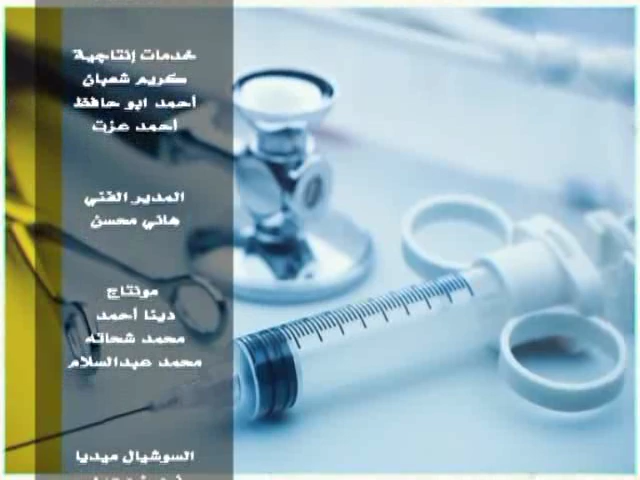 خدمات إنتاجية
كريم شعبان
أحمد ابو حافظ
أحمد عزت
المدير الفني
هاني محسن
مونتاج
دينا أحمد
محمد شحاته
محمد عبدالسلام
السوشيال ميديا